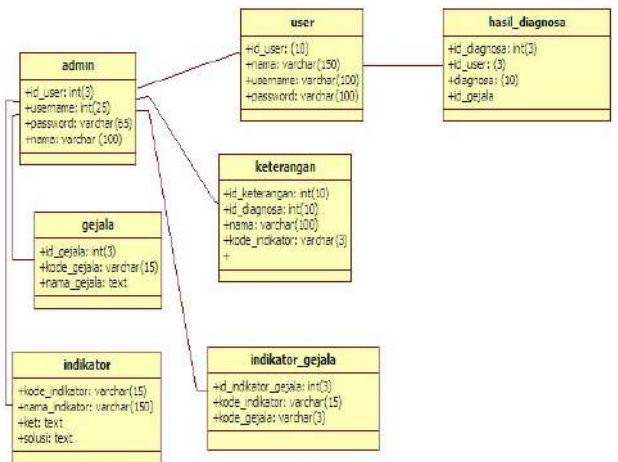 user
+id_user: (10)
+nama: varchar(150)
+username: varchar(100)
+password: varchar(100)
hasil_diagnosa
+id_diagnosa: int(3)
+id_user: (3)
+diagnosa: (10)
+id_gejala
admin
+id_user: int(3)
+username: int(25)
+password: varchar(65)
+nama: varchar (100)
keterangan
+id_keterangan: int(10)
+id_diagnosa: int(10)
+nama: varchar(100)
+kode_indikator: varchar(3)
+
gejala
+id_gejala: int(3)
+kode_gejala: varchar(15)
+nama_gejala: text
indikator
+kode_indikator: varchar(15)
+nama_indikator: varchar(150)
+ket: text
+solusi: text
indikator_gejala
+id_indikator_gejala: int(3)
+kode_indikator: varchar(15)
+kode_gejala: varchar(3)